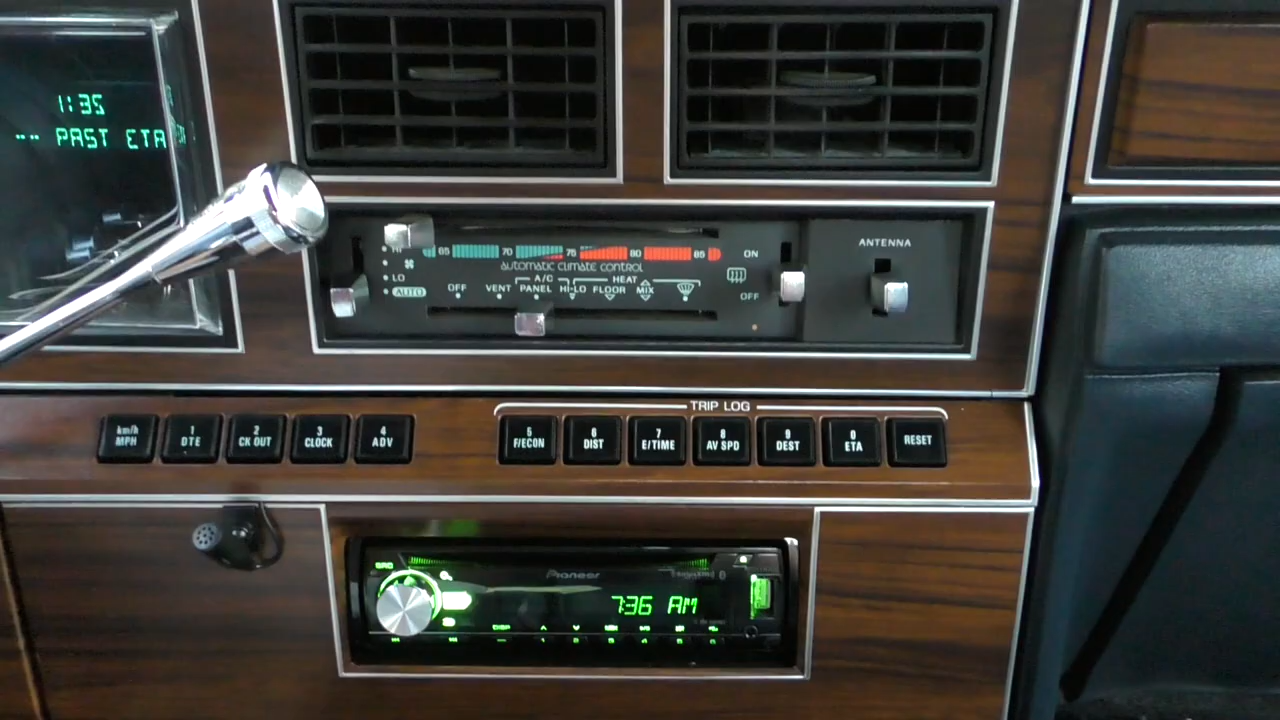 1:35
-- PAST ETA
HI
65 70 75 80 85
ON
ANTENNA
automatic climate control
LO
A/C
HEAT
AUTO
OFF VENT PANEL HI-LO FLOOR MIX
OFF
TRIP LOG
km/h
MPH
1
DTE
2
CK OUT
3
CLOCK
4
ADV
5
F/ECON
6
DIST
7
E/TIME
8
AV SPD
9
DEST
0
ETA
RESET
Pioneer
7:36 AM
DISP